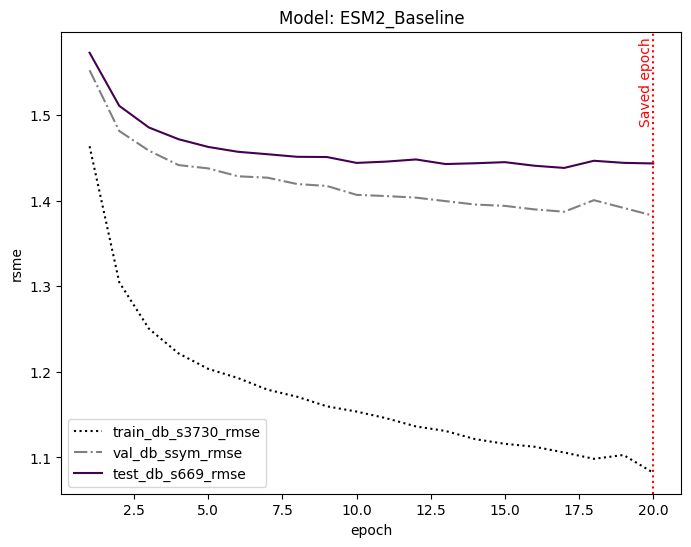 Model: ESM2_Baseline
Saved epoch
1.5
1.4
1.3
1.2
1.1
rsme
train_db_s3730_rmse
val_db_ssym_rmse
test_db_s669_rmse
2.5 5.0 7.5 10.0 12.5 15.0 17.5 20.0
epoch